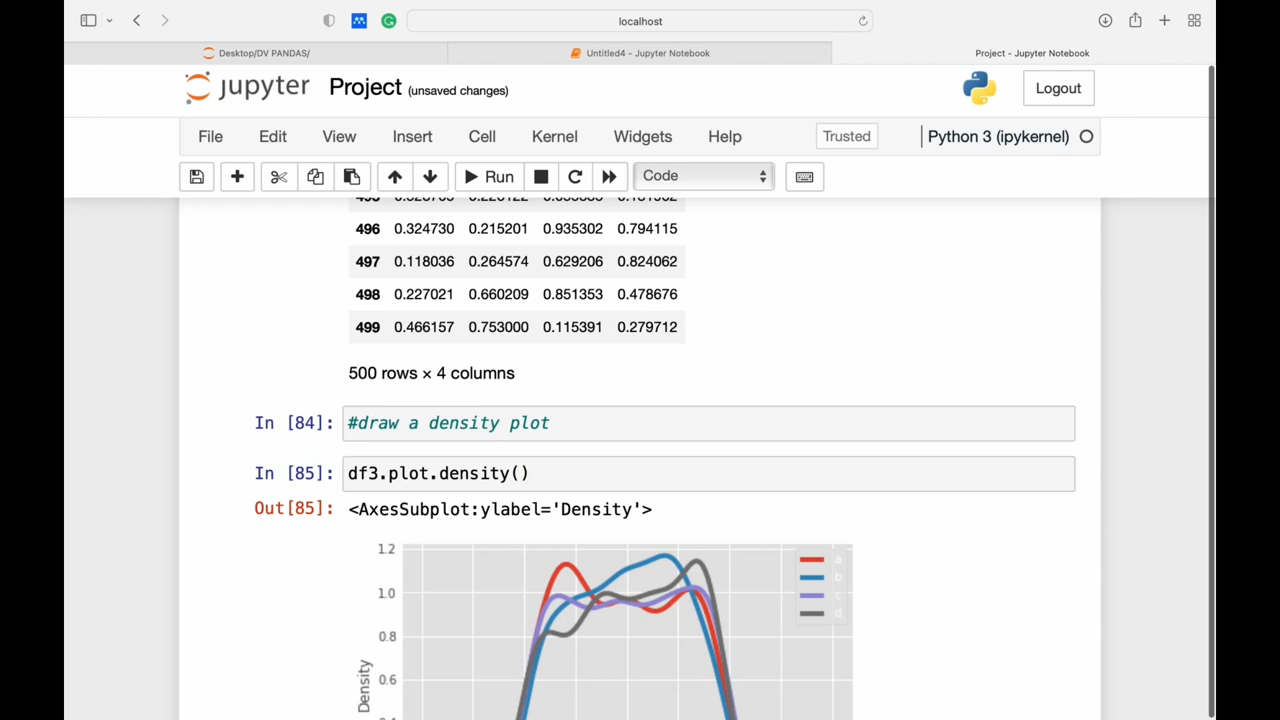 localhost
Desktop/DV PANDAS/
Untitled4 - Jupyter Notebook
Project - Jupyter Notebook
jupyter Project (unsaved changes)
Logout
File Edit View Insert Cell Kernel Widgets Help Trusted Python 3 (ipykernel)
Run Code
496 0.324730 0.215201 0.935302 0.794115
497 0.118036 0.264574 0.629206 0.824062
498 0.227021 0.660209 0.851353 0.478676
499 0.466157 0.753000 0.115391 0.279712
500 rows × 4 columns
In [84]: #draw a density plot
In [85]: df3.plot.density()
Out[85]: <AxesSubplot:ylabel='Density'>
1.2
1.0
0.8
0.6
Density
a
b
c
d